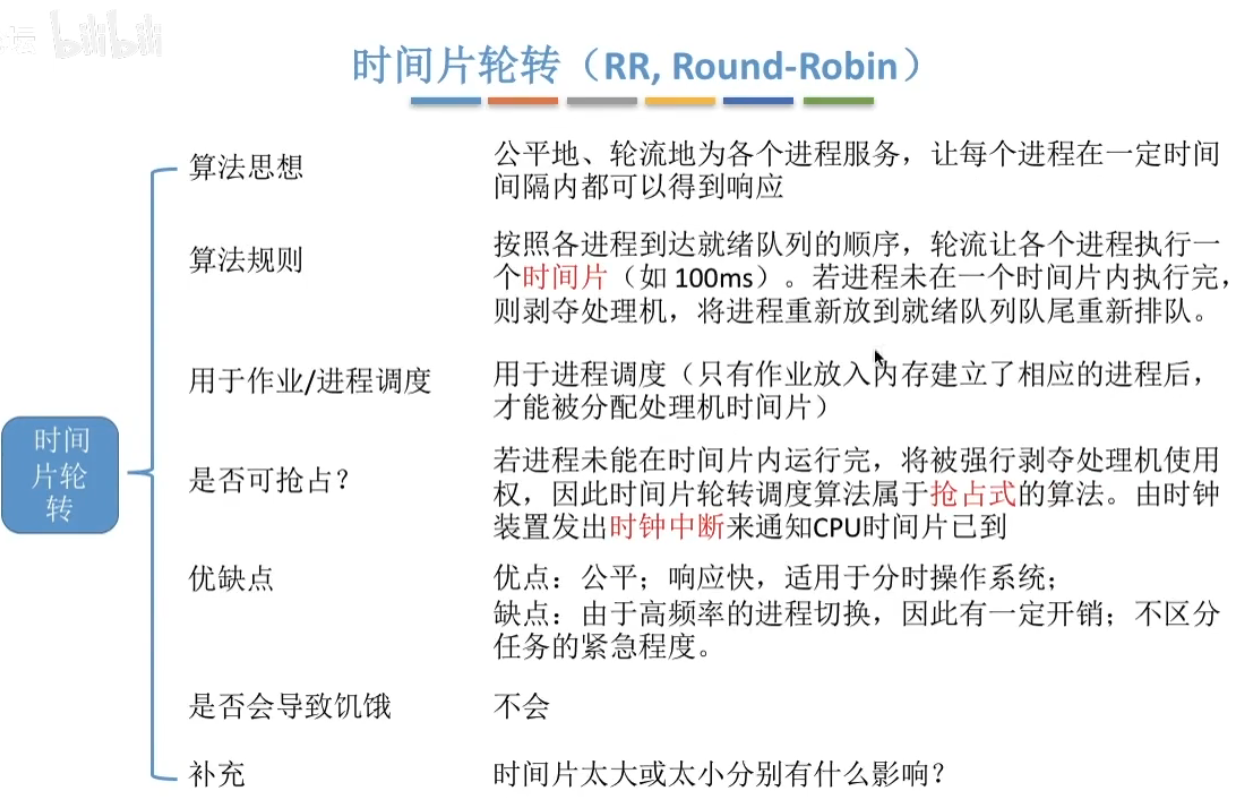 bilibili
时间片轮转（RR, Round-Robin）
算法思想
公平地、轮流地为各个进程服务，让每个进程在一定时间
间隔内都可以得到响应
算法规则
按照各进程到达就绪队列的顺序，轮流让各个进程执行一
个时间片（如 100ms）。若进程未在一个时间片内执行完，
则剥夺处理机，将进程重新放到就绪队列队尾重新排队。
用于作业/进程调度
用于进程调度（只有作业放入内存建立了相应的进程后，
才能被分配处理机时间片）
时间
片轮
转
是否可抢占？
若进程未能在时间片内运行完，将被强行剥夺处理机使用
权，因此时间片轮转调度算法属于抢占式的算法。由时钟
装置发出时钟中断来通知CPU时间片已到
优缺点
优点：公平；响应快，适用于分时操作系统；
缺点：由于高频率的进程切换，因此有一定开销；不区分
任务的紧急程度。
是否会导致饥饿
不会
补充
时间片太大或太小分别有什么影响？